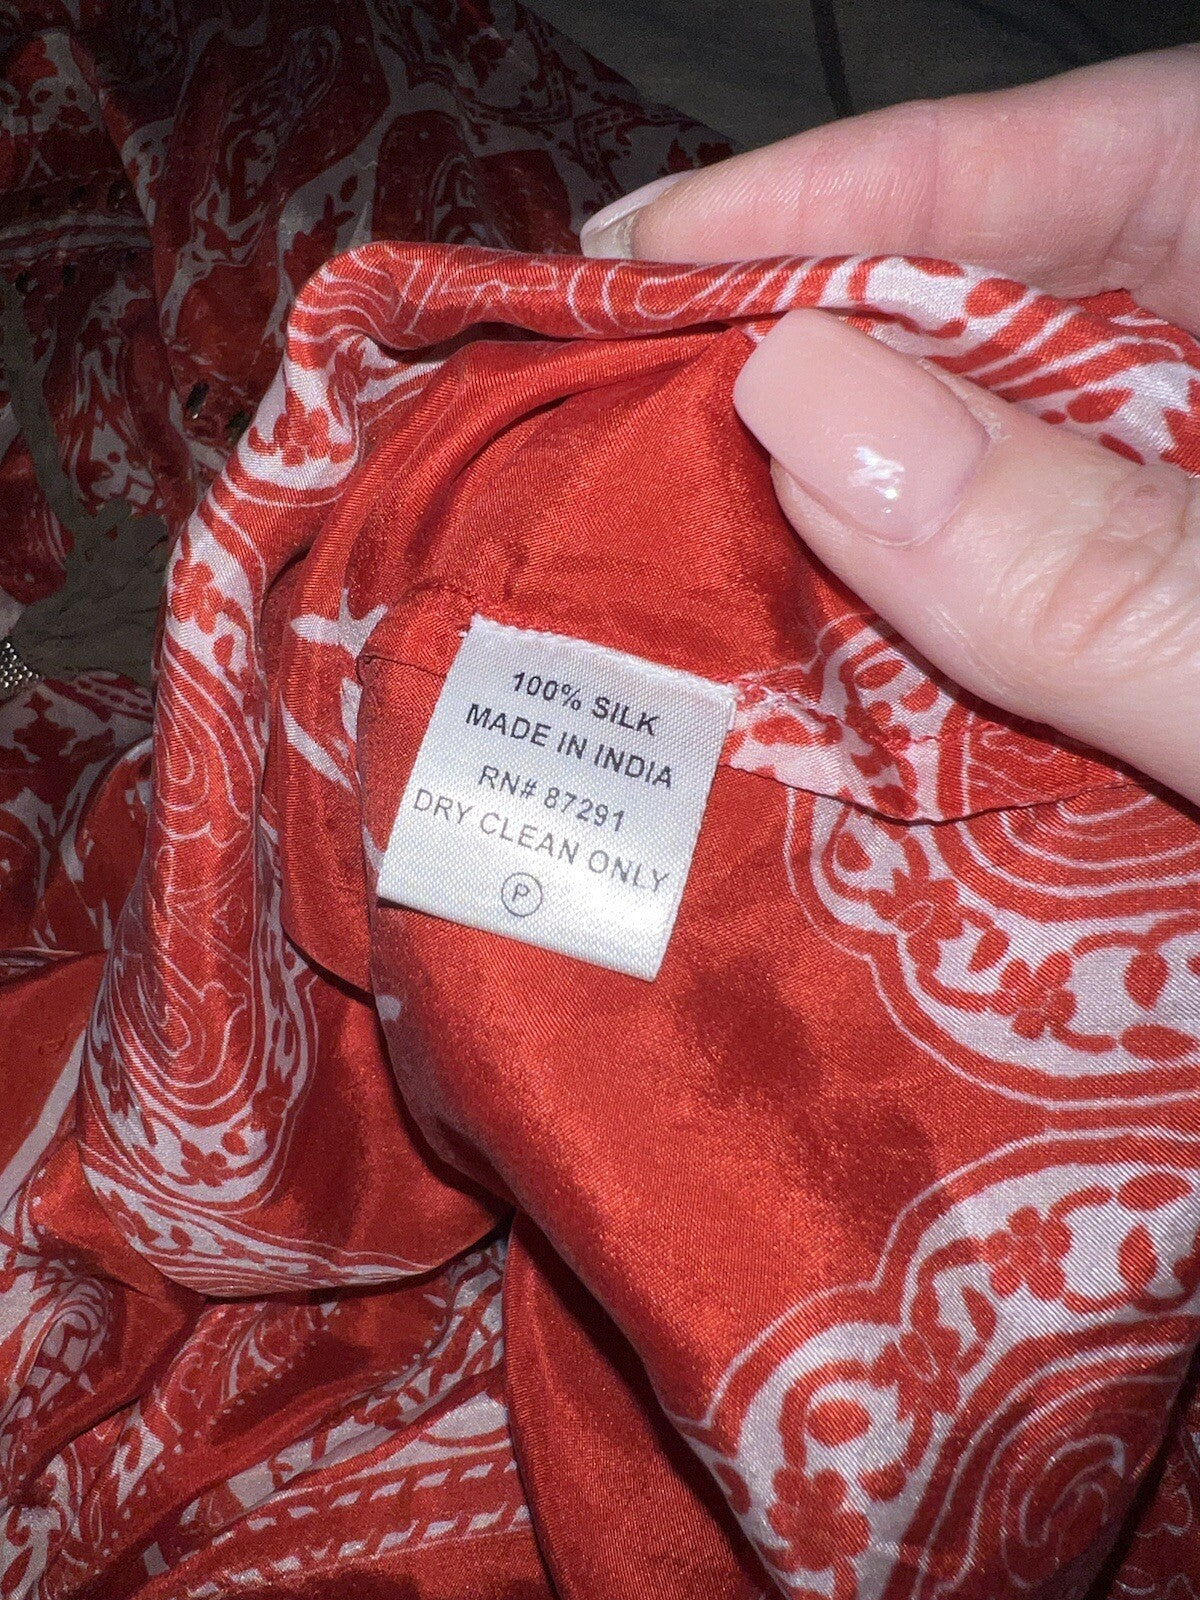 100% SILK
MADE IN INDIA
RN# 87291
DRY CLEAN ONLY
P